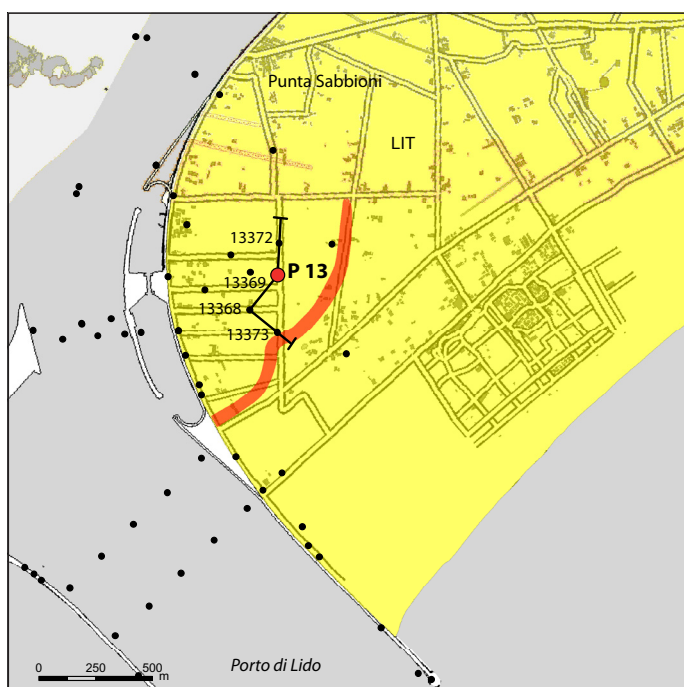 Punta Sabbioni
LIT
13372
13369 P 13
13368
13373
0 250 500 m
Porto di Lido